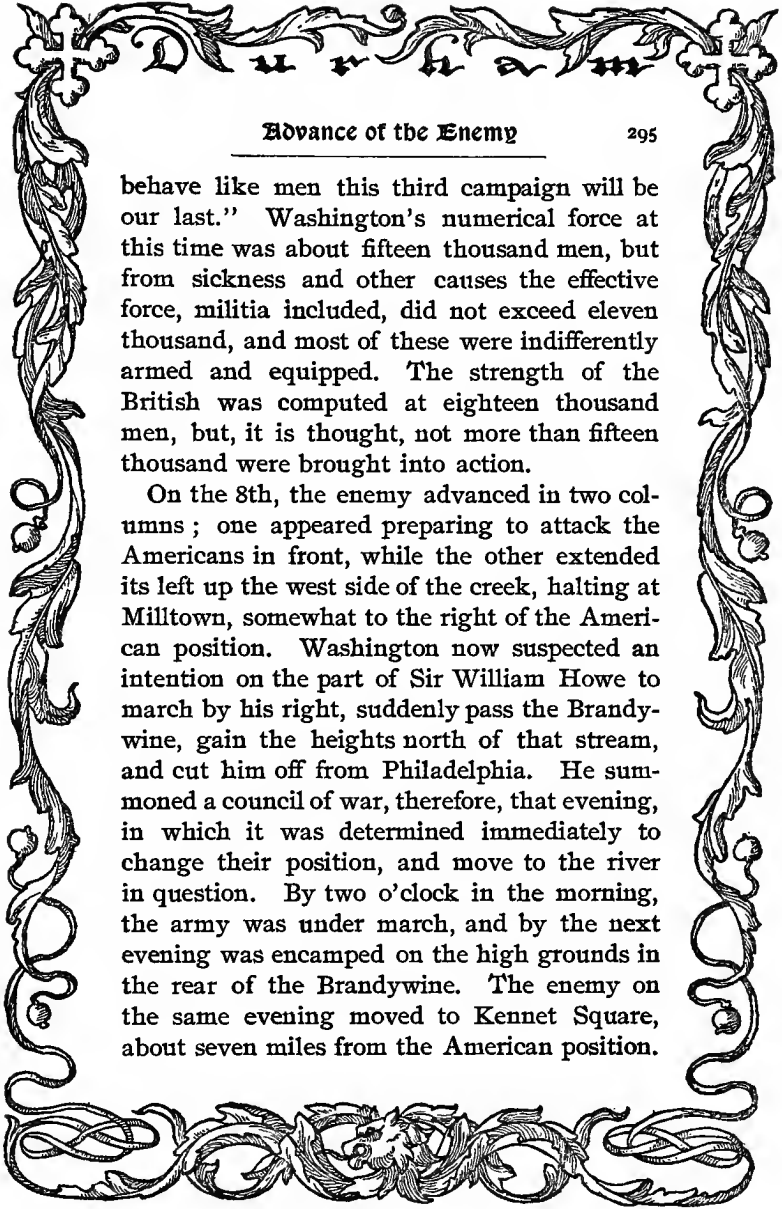 Durham
Advance of the Enemy 295
behave like men this third campaign will be
our last." Washington's numerical force at
this time was about fifteen thousand men, but
from sickness and other causes the effective
force, militia included, did not exceed eleven
thousand, and most of these were indifferently
armed and equipped. The strength of the
British was computed at eighteen thousand
men, but, it is thought, not more than fifteen
thousand were brought into action.
On the 8th, the enemy advanced in two col-
umns ; one appeared preparing to attack the
Americans in front, while the other extended
its left up the west side of the creek, halting at
Milltown, somewhat to the right of the Ameri-
can position. Washington now suspected an
intention on the part of Sir William Howe to
march by his right, suddenly pass the Brandy-
wine, gain the heights north of that stream,
and cut him off from Philadelphia. He sum-
moned a council of war, therefore, that evening,
in which it was determined immediately to
change their position, and move to the river
in question. By two o'clock in the morning,
the army was under march, and by the next
evening was encamped on the high grounds in
the rear of the Brandywine. The enemy on
the same evening moved to Kennet Square,
about seven miles from the American position.